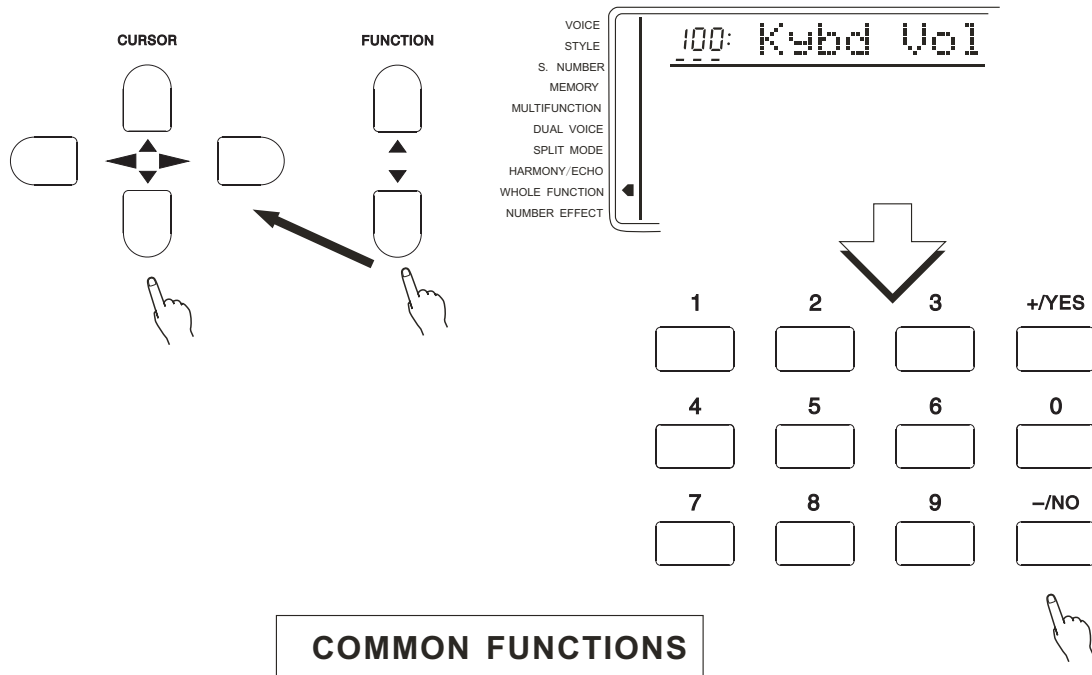 CURSOR
FUNCTION
VOICE
STYLE
S. NUMBER
MEMORY
MULTIFUNCTION
DUAL VOICE
SPLIT MODE
HARMONY/ECHO
WHOLE FUNCTION
NUMBER EFFECT
100: Kybd Vol
1 2 3 +/YES
4 5 6 0
7 8 9 –/NO
COMMON FUNCTIONS